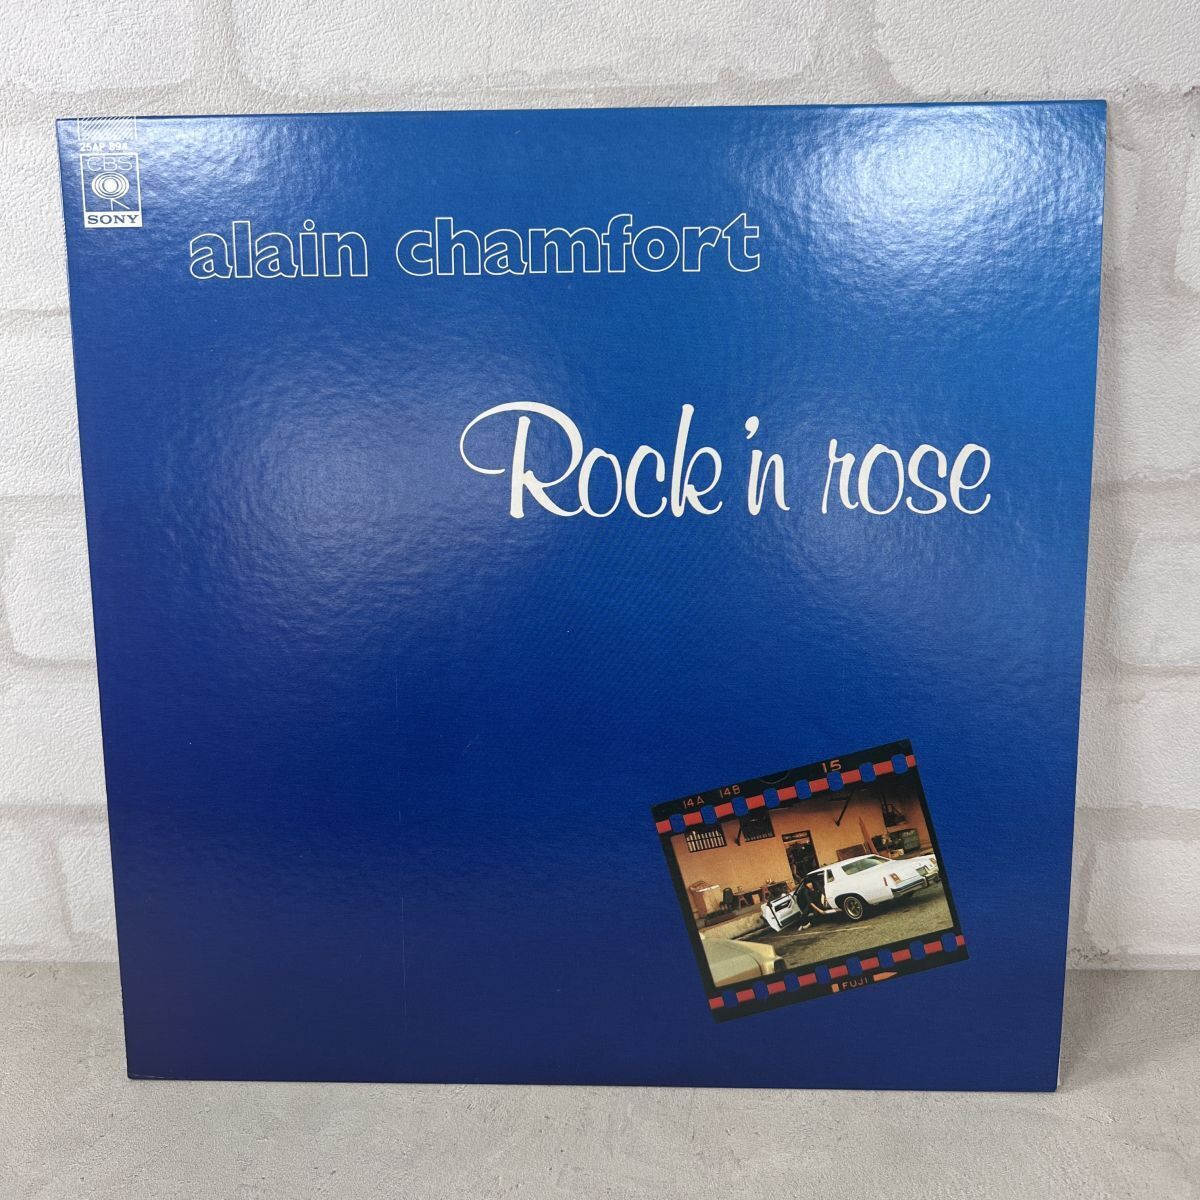 25AP 894
CBS
SONY
alain chamfort
Rock 'n rose
14A 14B
15
FUJI